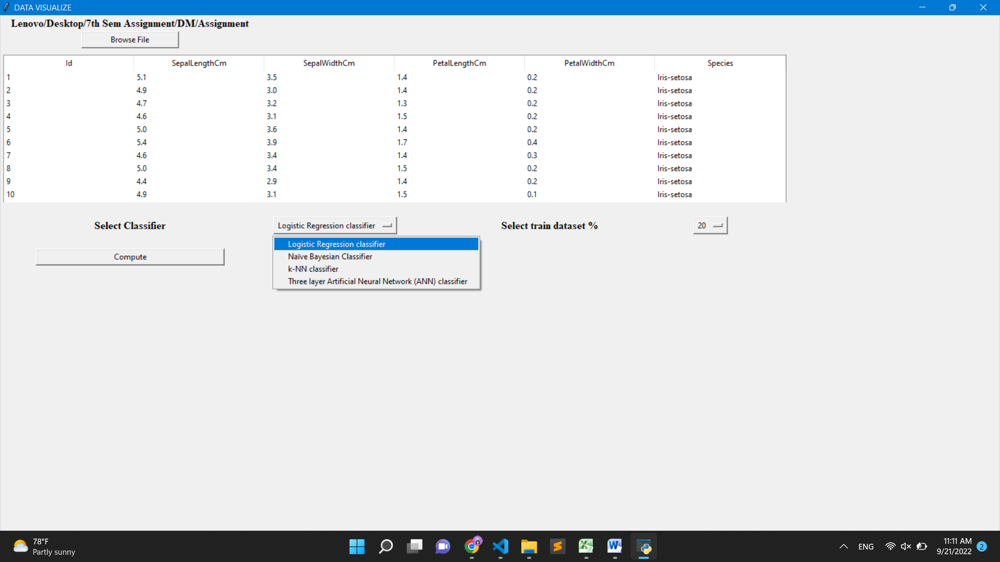 DATA VISUALIZE
Lenovo/Desktop/7th Sem Assignment/DM/Assignment
Browse File
Id SepalLengthCm SepalWidthCm PetalLengthCm PetalWidthCm Species
1 5.1 3.5 1.4 0.2 Iris-setosa
2 4.9 3.0 1.4 0.2 Iris-setosa
3 4.7 3.2 1.3 0.2 Iris-setosa
4 4.6 3.1 1.5 0.2 Iris-setosa
5 5.0 3.6 1.4 0.2 Iris-setosa
6 5.4 3.9 1.7 0.4 Iris-setosa
7 4.6 3.4 1.4 0.3 Iris-setosa
8 5.0 3.4 1.5 0.2 Iris-setosa
9 4.4 2.9 1.4 0.2 Iris-setosa
10 4.9 3.1 1.5 0.1 Iris-setosa
Select Classifier Logistic Regression classifier Select train dataset % 20
Logistic Regression classifier
Compute Naïve Bayesian Classifier
k-NN classifier
Three layer Artificial Neural Network (ANN) classifier
78°F
Partly sunny
ENG
11:11 AM
9/21/2022
2